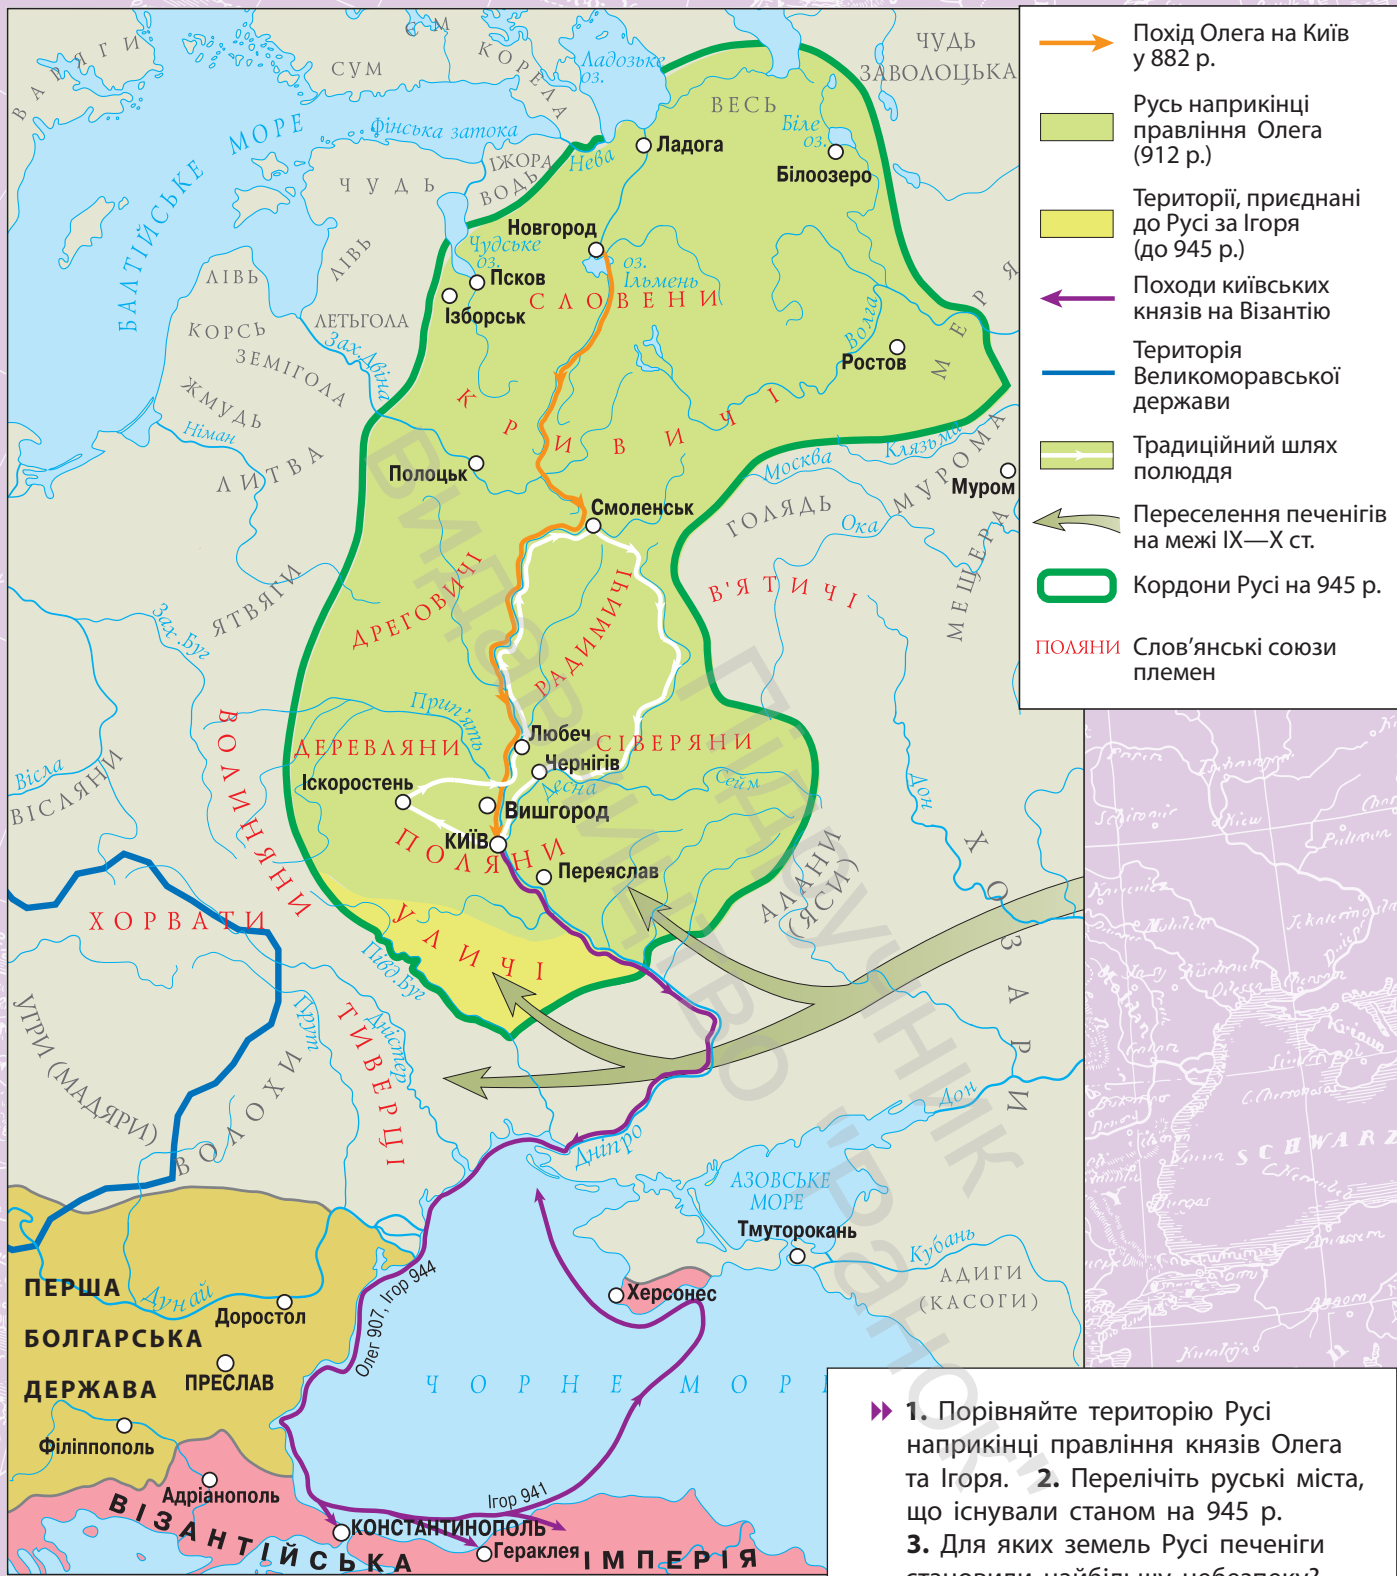 ВАРЯГИ
ЄМ
СУМ
КОРЕЛА
Ладозьке
оз.
ЧУДЬ
ЗАВОЛОЦЬКА
ВЕСЬ
Біле
оз.
БАЛТІЙСЬКЕ МОРЕ
Фінська затока
ІЖОРА
ВОДЬ
Нева
Ладога
Білоозеро
ЧУДЬ
Новгород
Чудське
оз.
оз.
Ільмень
Псков
Ізборськ
СЛОВЕНИ
ЛІВЬ
ЛІВЬ
ЛЕТЬГОЛА
КОРСЬ
ЗЕМІГОЛА
ЖМУДЬ
Зах.Двіна
Волга
Ростов
МЕРЯ
Німан
ЛИТВА
КРИВИЧІ
Полоцьк
Москва
Клязьма
МУРОМА
Муром
Смоленськ
ГОЛЯДЬ
Ока
МЕЩЕРА
ЯТВЯГИ
ДРЕГОВИЧІ
РАДИМИЧІ
В'ЯТИЧІ
Зах.Буг
Прип'ять
ВОЛИНЯНИ
ДЕРЕВЛЯНИ
Любеч
СІВЕРЯНИ
Чернігів
Іскоростень
Десна
Сейм
Вишгород
Вісла
ВІСЛЯНИ
КИЇВ
ПОЛЯНИ
Переяслав
Дон
ХОЗАРИ
АЛАНИ
(ЯСИ)
ХОРВАТИ
УЛИЧІ
Півд.Буг
УГРИ (МАДЯРИ)
Прут
Дністер
ТИВЕРЦІ
ВОЛОХИ
Дніпро
Дон
АЗОВСЬКЕ
МОРЕ
Тмуторокань
Кубань
АДИГИ
(КАСОГИ)
Херсонес
ПЕРША
БОЛГАРСЬКА
ДЕРЖАВА
Дунай
Доростол
ПРЕСЛАВ
Філіппополь
Олег 907, Ігор 944
ЧОРНЕ МОРЕ
Адріанополь
Ігор 941
КОНСТАНТИНОПОЛЬ
Гераклея
ВІЗАНТІЙСЬКА ІМПЕРІЯ
Видавництво "Ранок"
Підручник
Похід Олега на Київ
у 882 р.
Русь наприкінці
правління Олега
(912 р.)
Території, приєднані
до Русі за Ігоря
(до 945 р.)
Походи київських
князів на Візантію
Територія
Великоморавської
держави
Традиційний шлях
полюддя
Переселення печенігів
на межі IX—X ст.
Кордони Русі на 945 р.
ПОЛЯНИ Слов'янські союзи
племен
SCHWARZ
1. Порівняйте територію Русі
наприкінці правління князів Олега
та Ігоря. 2. Перелічіть руські міста,
що існували станом на 945 р.
3. Для яких земель Русі печеніги
становили найбільшу небезпеку?